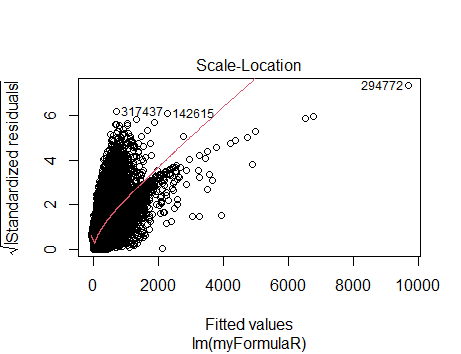 Scale-Location
294772
317437
142615
√|Standardized residuals|
6
4
2
0
0 2000 4000 6000 8000 10000
Fitted values
lm(myFormulaR)